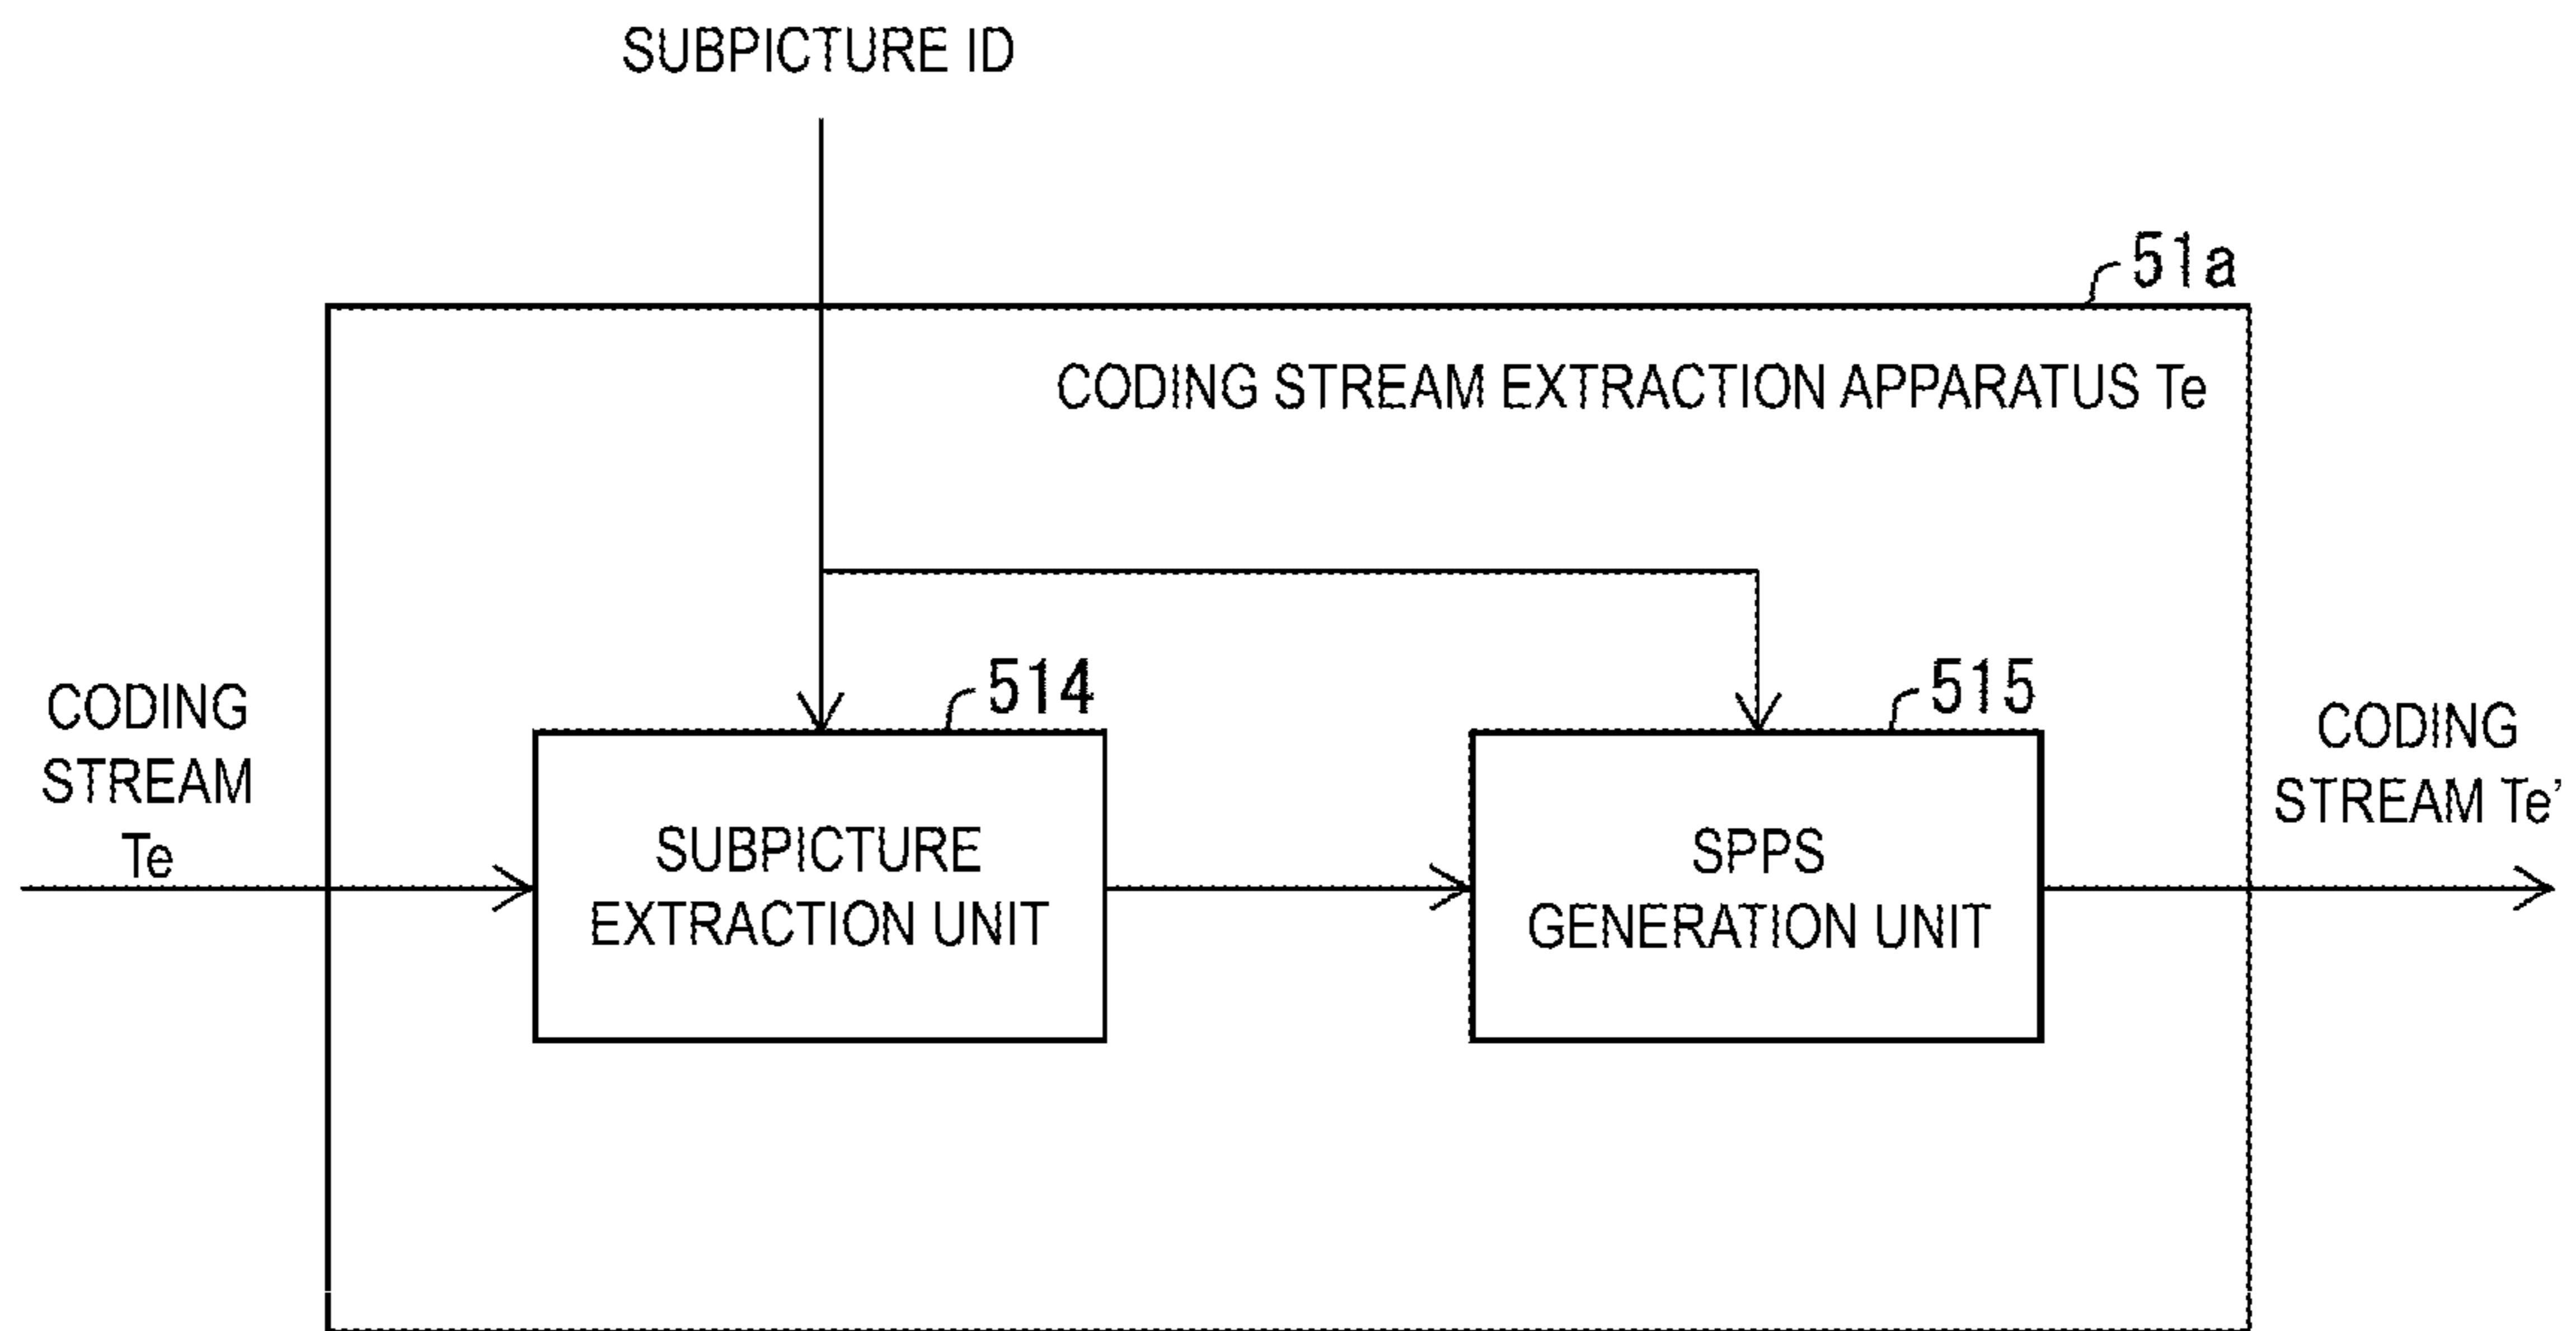 SUBPICTURE ID
51a
CODING STREAM EXTRACTION APPARATUS Te
CODING
STREAM
Te
514
SUBPICTURE
EXTRACTION UNIT
515
SPPS
GENERATION UNIT
CODING
STREAM Te’